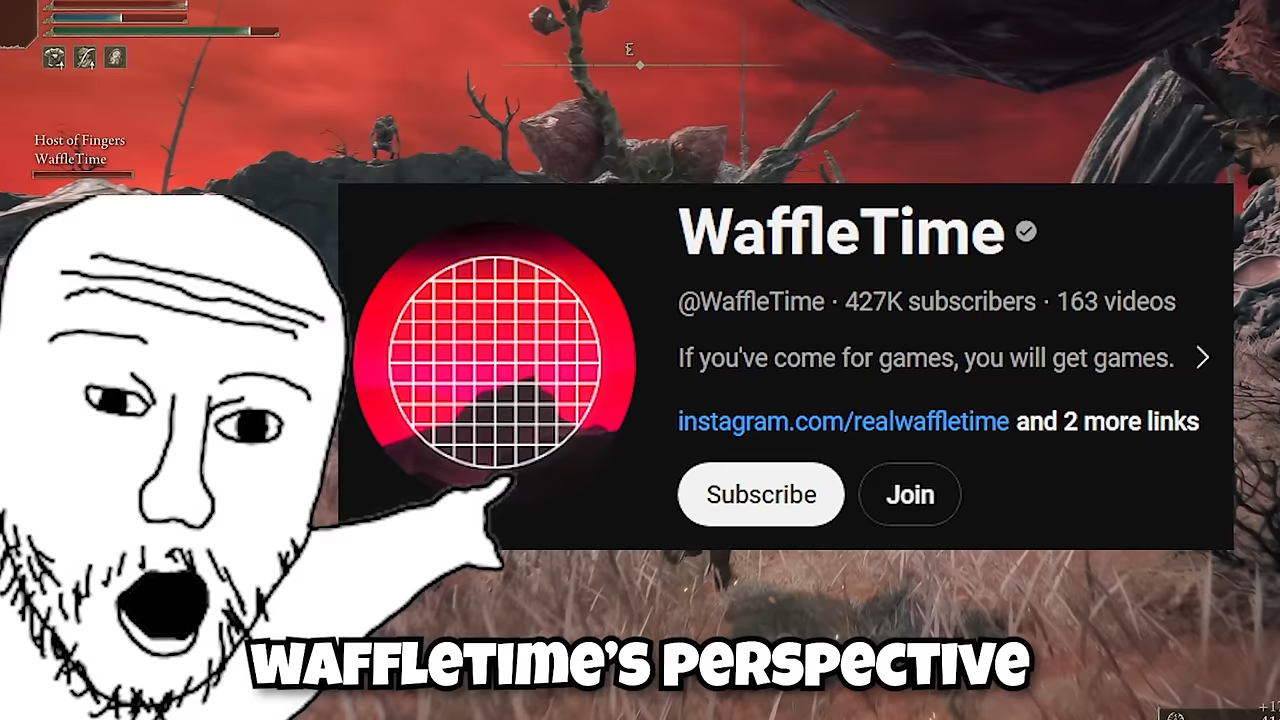 E
Host of Fingers
WaffleTime
WaffleTime
@WaffleTime · 427K subscribers · 163 videos
If you've come for games, you will get games.
instagram.com/realwaffletime and 2 more links
Subscribe
Join
WAFFLETIME'S PERSPECTIVE